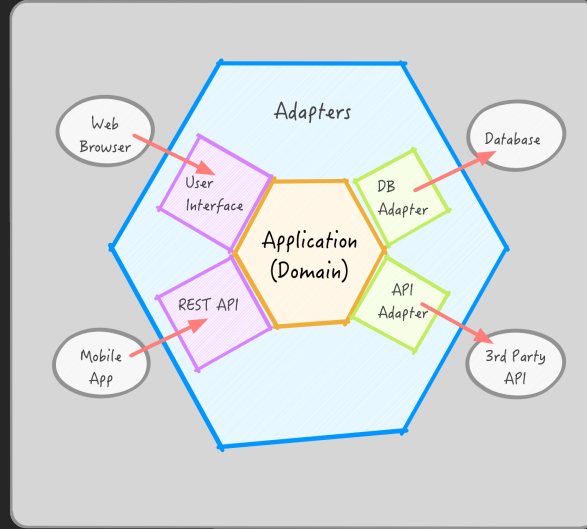 Adapters
Web
Browser
Database
User
Interface
DB
Adapter
Application
(Domain)
REST API
API
Adapter
Mobile
App
3rd Party
API